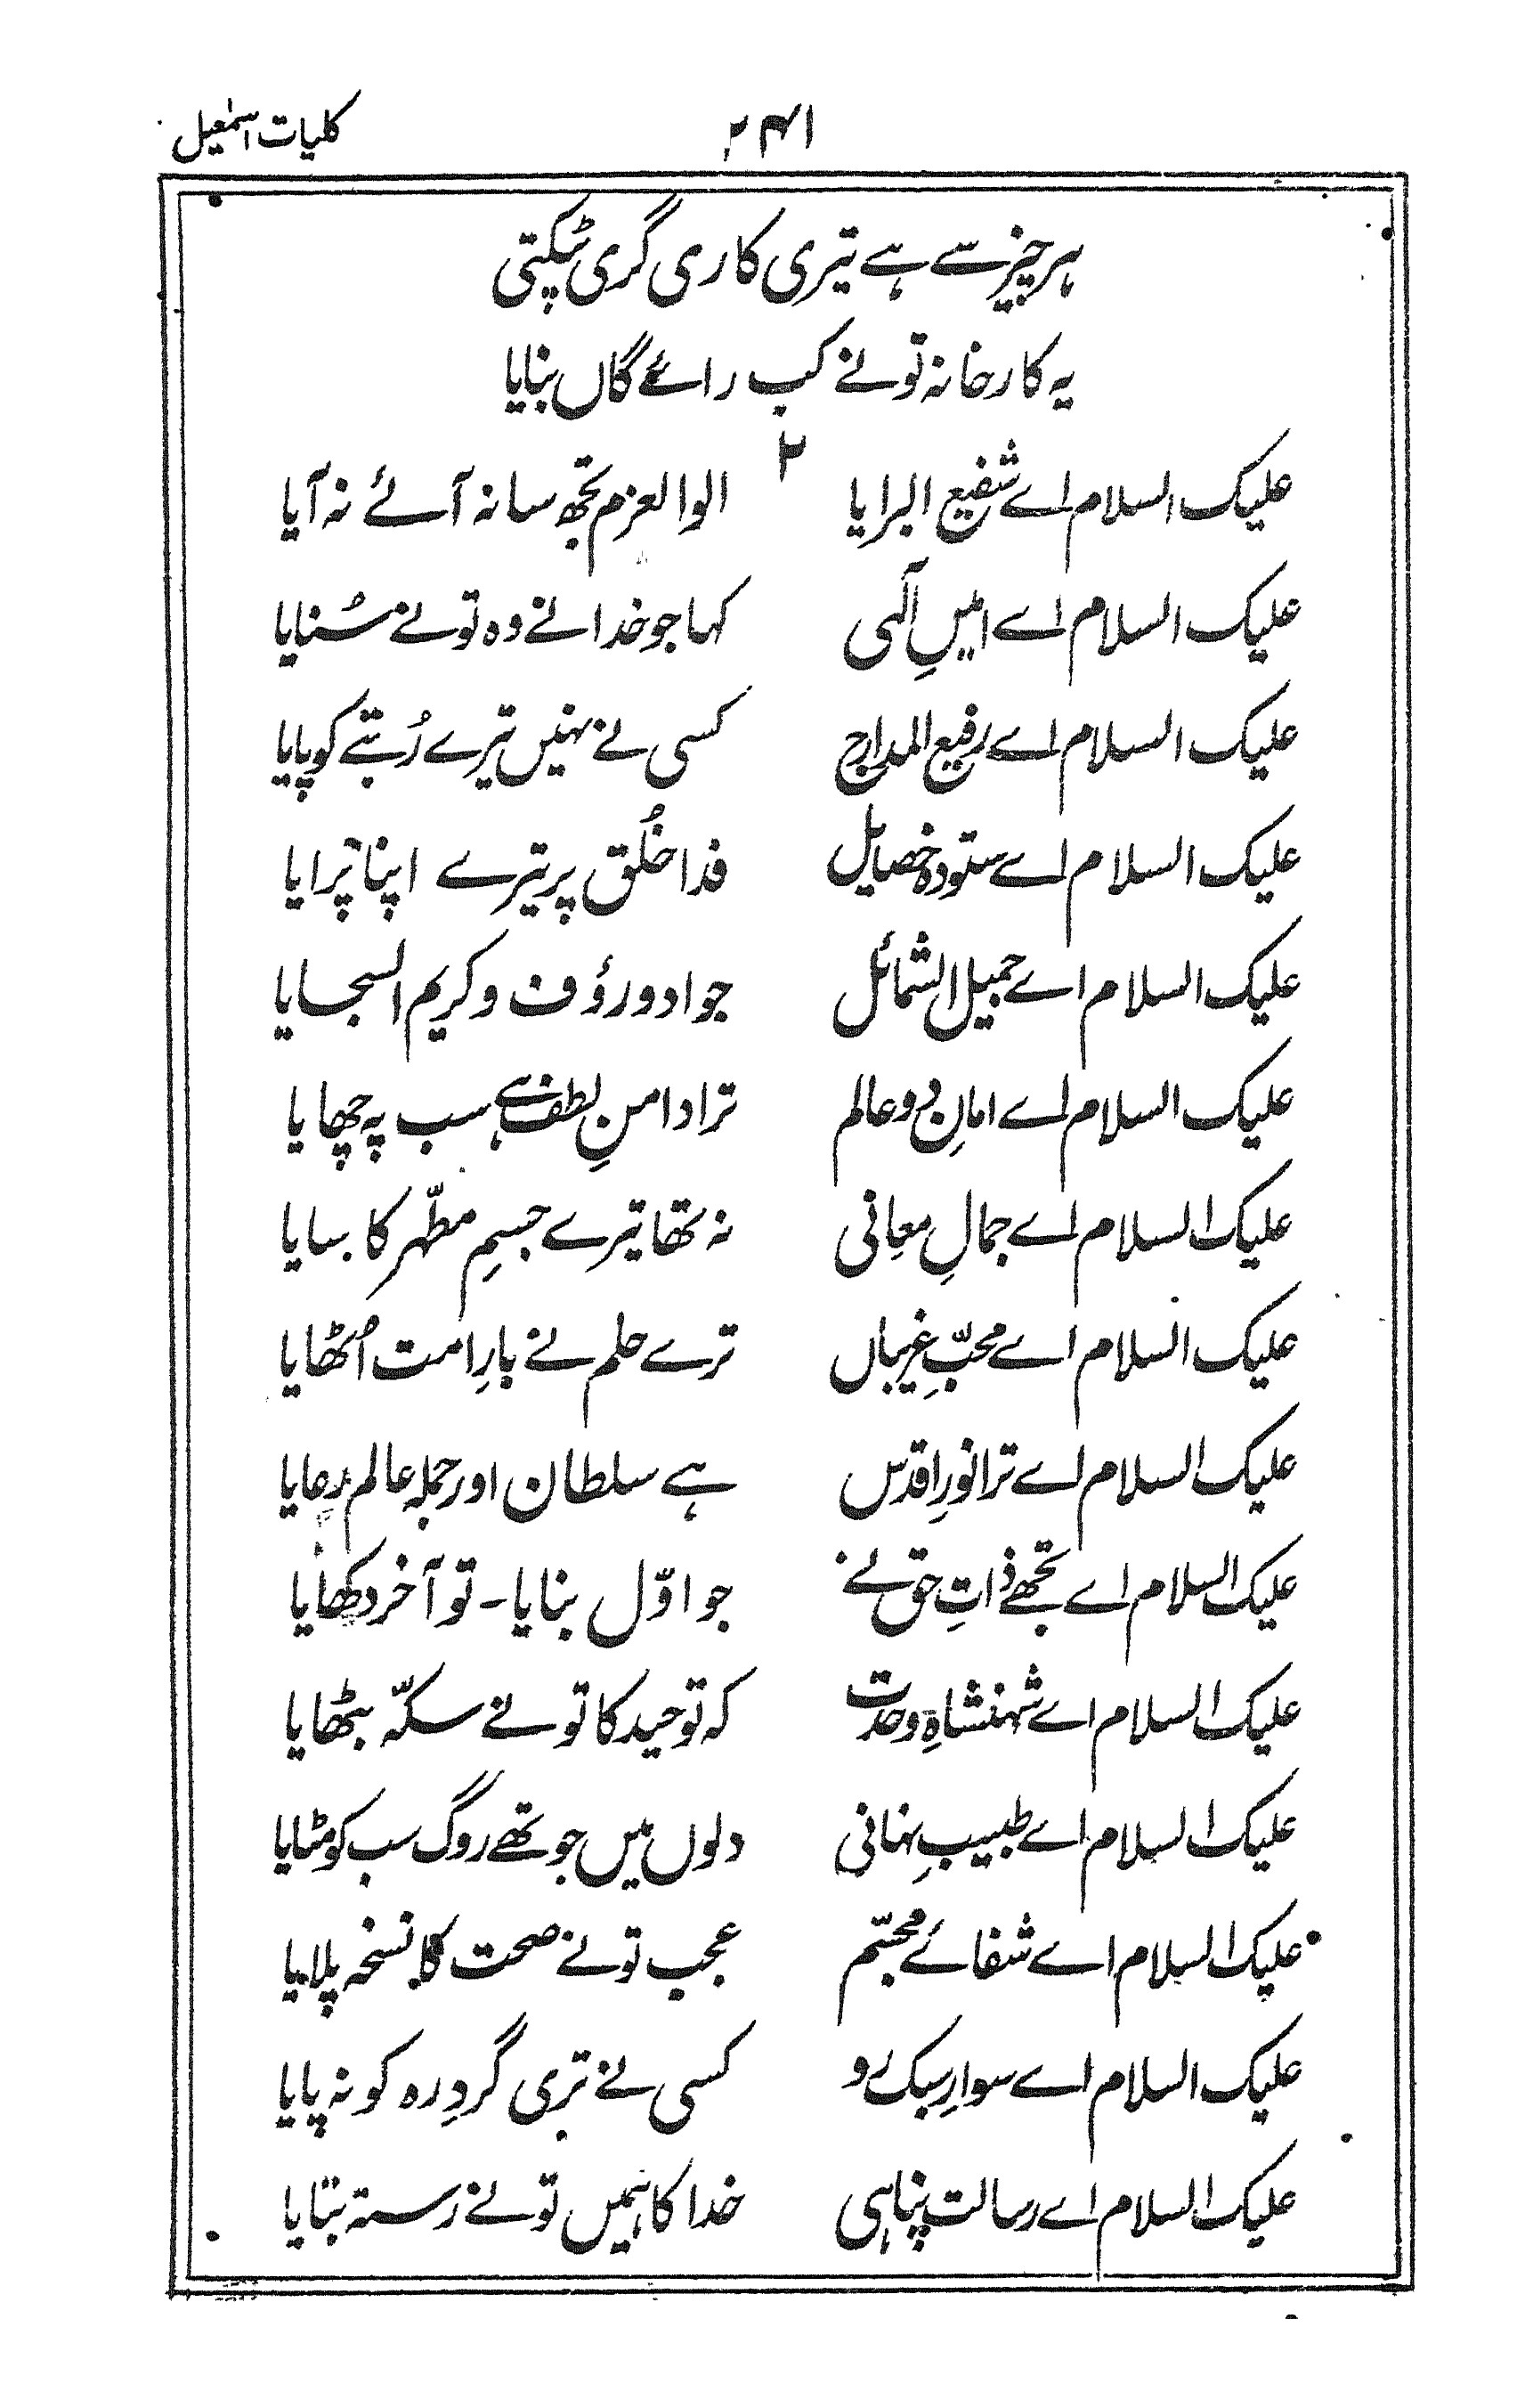 کلیات اسمٰعیل
۲۴۱
ہر چیز سے ہے تیری کاری گری ٹپکتی
یہ کارخانہ تو نے کب رائے گاں بنایا
۲
علیک السلام اے شفیع البرایا الوالعزم تجھ سا نہ آئے نہ آیا
علیک السلام اے امیںِ آلٰہی کہا جو خدا نے وہ تو نے سُنایا
علیک السلام اے رفیع المدارج کسی نے نہیں تیرے رُتبے کو پایا
علیک السلام اے ستودہ خصایل فدا خُلق پر تیرے اپنا پَرایا
علیک السلام اے جمیل الشمائل جواد و رؤف و کریم السجایا
علیک السلام اے امانِ دو عالم ترا دامنِ لطف ہے سب پہ چھایا
علیک السلام اے جمالِ معانی نہ تھا تیرے جسمِ مطہّر کا سایا
علیک السلام اے محبّ غریباں ترے حلم نے بارِ امت اُٹھایا
علیک السلام اے ترا نورِ اقدس ہے سلطان اور جملہ عالم رعایا
علیک السلام اے تجھے ذاتِ حق نے جو اوّل بنایا۔ تو آخر دکھایا
علیک السلام اے شہنشاہِ وحدت کہ توحید کا تو نے سکّہ بٹھایا
علیک السلام اے طبیبِ نہانی دلوں میں جو تھے روگ سب کو مٹایا
علیک السلام اے شفائے مجسّم عجب تو نے صحت کا نسخہ پلایا
علیک السلام اے سوارِ سبک رو کسی نے تری گردِ رہ کو نہ پایا
علیک السلام اے رسالت پناہی خدا کا ہمیں تو نے رستہ بتایا